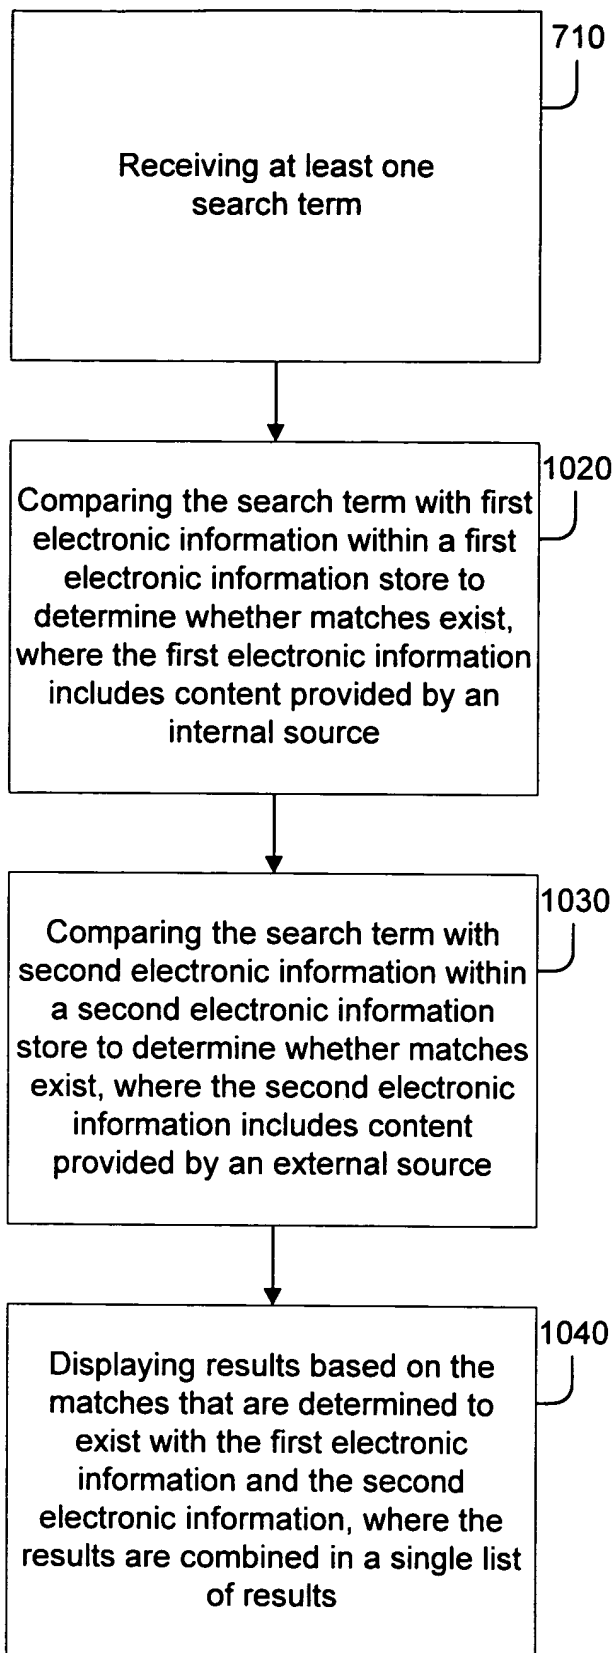 710
Receiving at least one
search term
1020
Comparing the search term with first
electronic information within a first
electronic information store to
determine whether matches exist,
where the first electronic information
includes content provided by an
internal source
1030
Comparing the search term with
second electronic information within
a second electronic information
store to determine whether matches
exist, where the second electronic
information includes content
provided by an external source
1040
Displaying results based on the
matches that are determined to
exist with the first electronic
information and the second
electronic information, where the
results are combined in a single list
of results